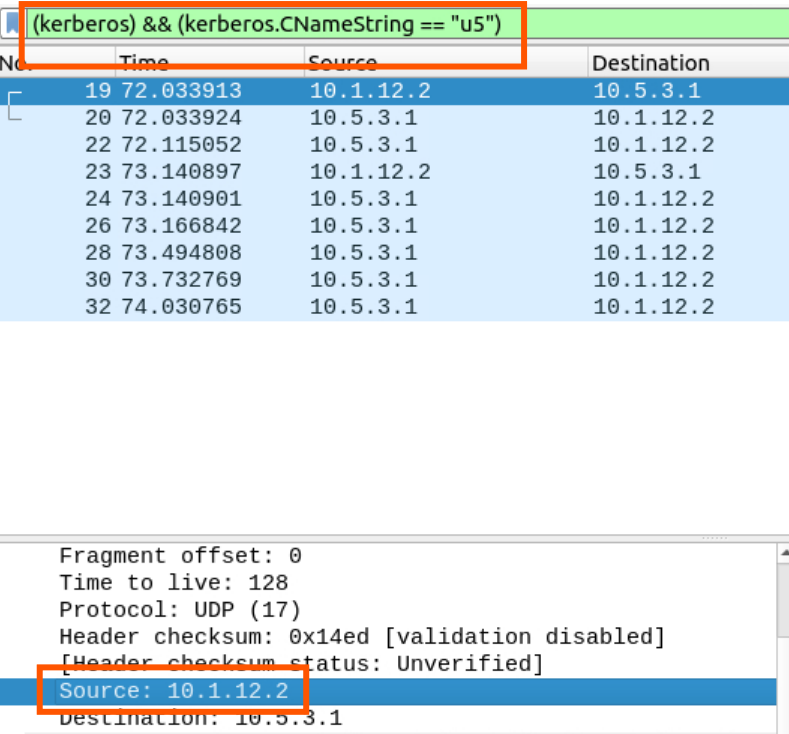 (kerberos) && (kerberos.CNameString == "u5")
No. Time Source Destination
19 72.033913 10.1.12.2 10.5.3.1
20 72.033924 10.5.3.1 10.1.12.2
22 72.115052 10.5.3.1 10.1.12.2
23 73.140897 10.1.12.2 10.5.3.1
24 73.140901 10.5.3.1 10.1.12.2
26 73.166842 10.5.3.1 10.1.12.2
28 73.494808 10.5.3.1 10.1.12.2
30 73.732769 10.5.3.1 10.1.12.2
32 74.030765 10.5.3.1 10.1.12.2
Fragment offset: 0
Time to live: 128
Protocol: UDP (17)
Header checksum: 0x14ed [validation disabled]
[Header checksum status: Unverified]
Source: 10.1.12.2
Destination: 10.5.3.1